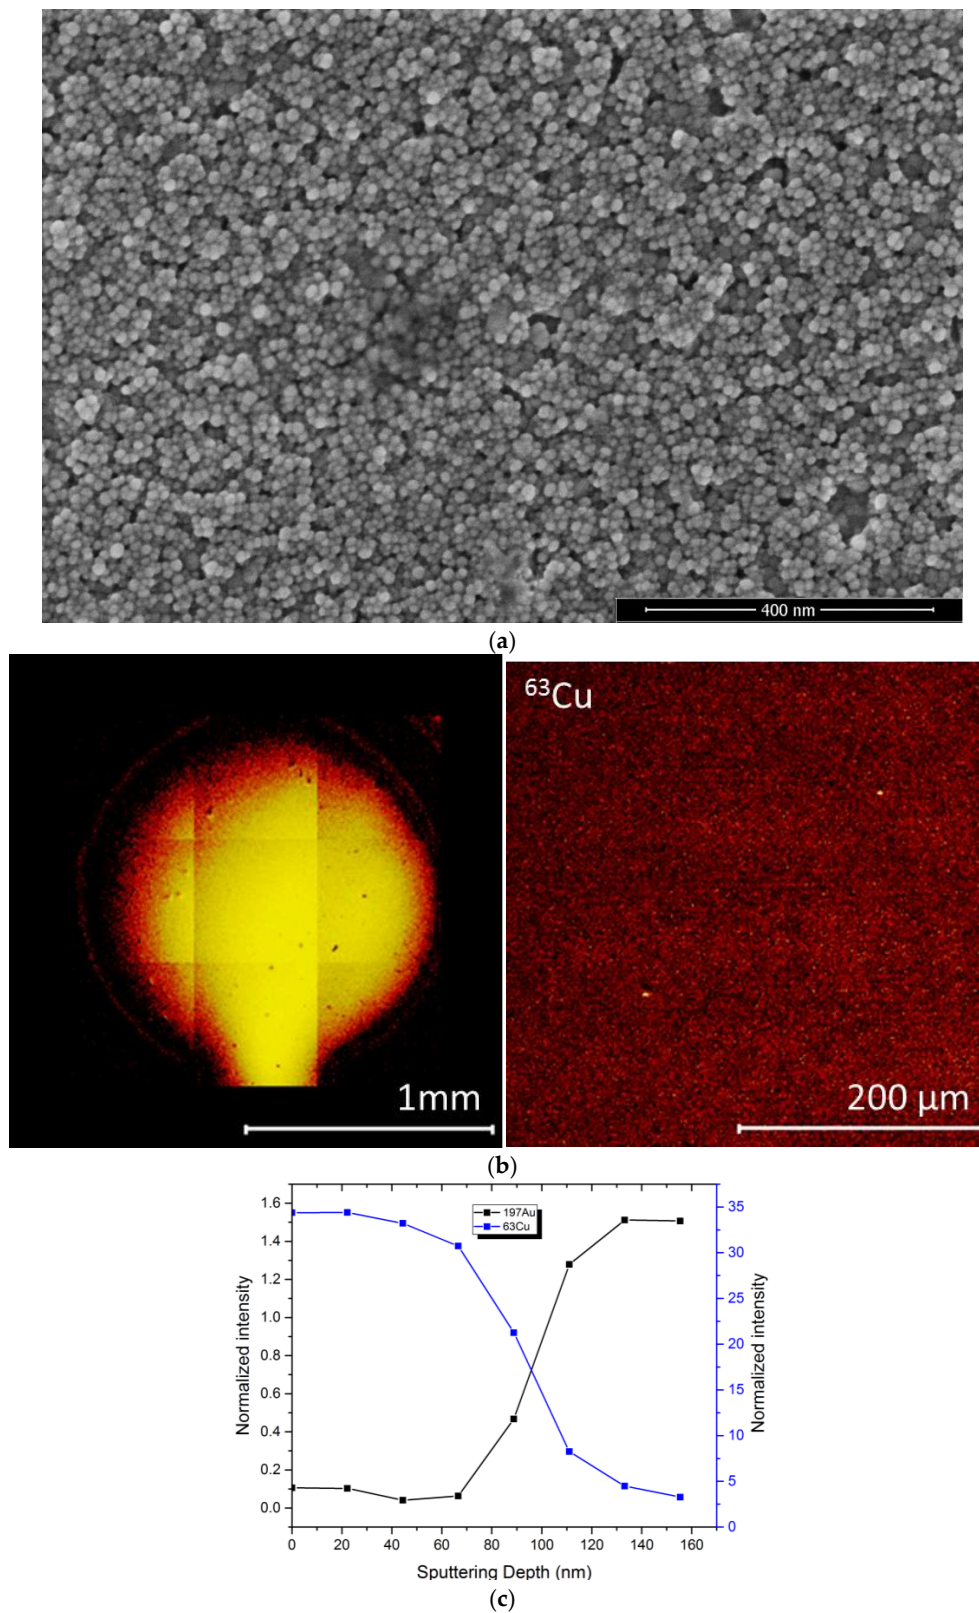 400 nm
(a)
1mm
⁶³Cu
200 µm
(b)
197Au
63Cu
Normalized intensity
1.6
1.4
1.2
1.0
0.8
0.6
0.4
0.2
0.0
35
30
25
20
15
10
5
0
Normalized intensity
0 20 40 60 80 100 120 140 160
Sputtering Depth (nm)
(c)